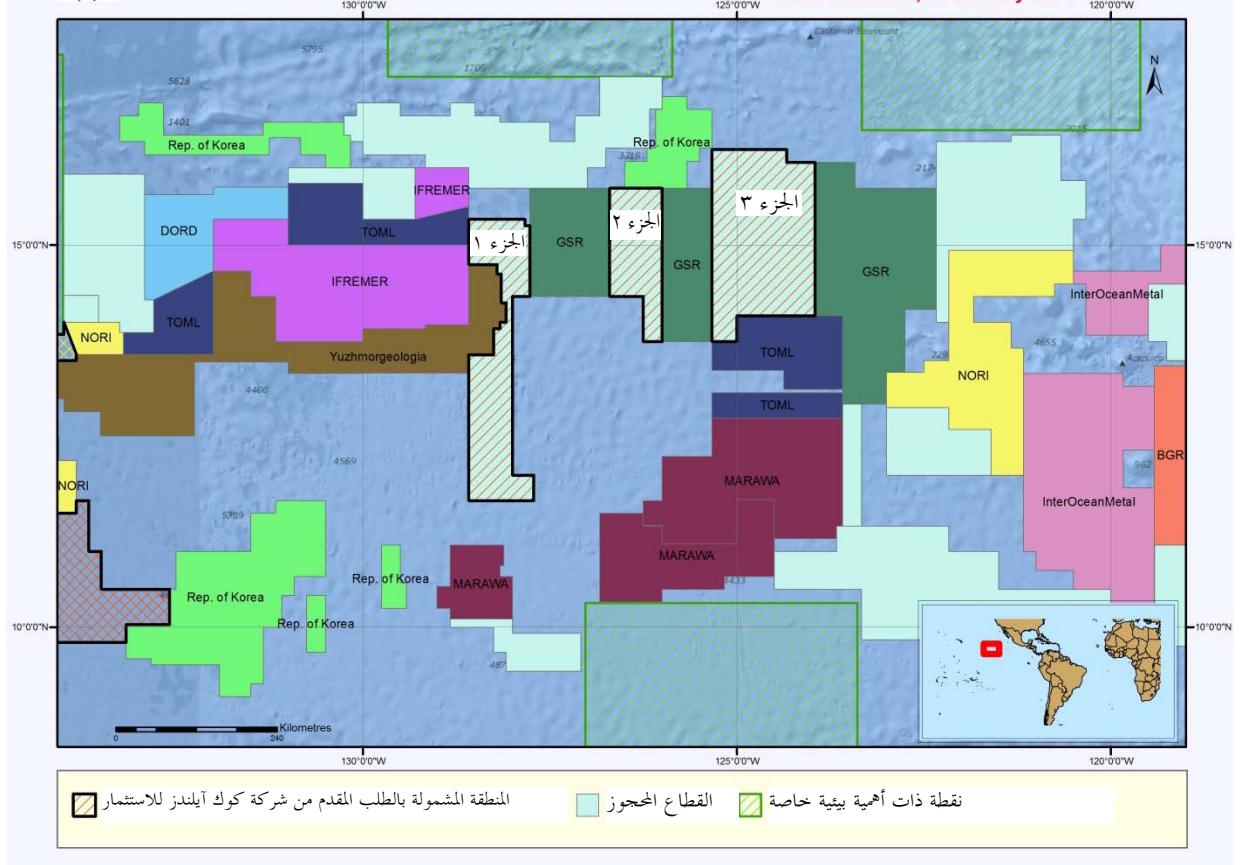 130°0'0"W 125°0'0"W 120°0'0"W
California Seamount
5795
1706
5629
N
1401
Rep. of Korea
Rep. of Korea
3319
IFREMER
الجزء ٣
الجزء ٢
DORD
TOML
الجزء ١
GSR
GSR
GSR
15°0'0"N 15°0'0"N
IFREMER
InterOceanMetal
NORI
TOML
Yuzhmorgeologia
TOML
4655
Acapulco
NORI
4400
TOML
4569
BGR
962
NORI
MARAWA
InterOceanMetal
5389
MARAWA
Rep. of Korea
Rep. of Korea
MARAWA
Rep. of Korea
10°0'0"N 10°0'0"N
Kilometres
0 240
130°0'0"W 125°0'0"W 120°0'0"W
المنطقة المشمولة بالطلب المقدم من شركة كوك آيلندز للاستثمار
القطاع المحجوز
نقطة ذات أهمية بيئية خاصة